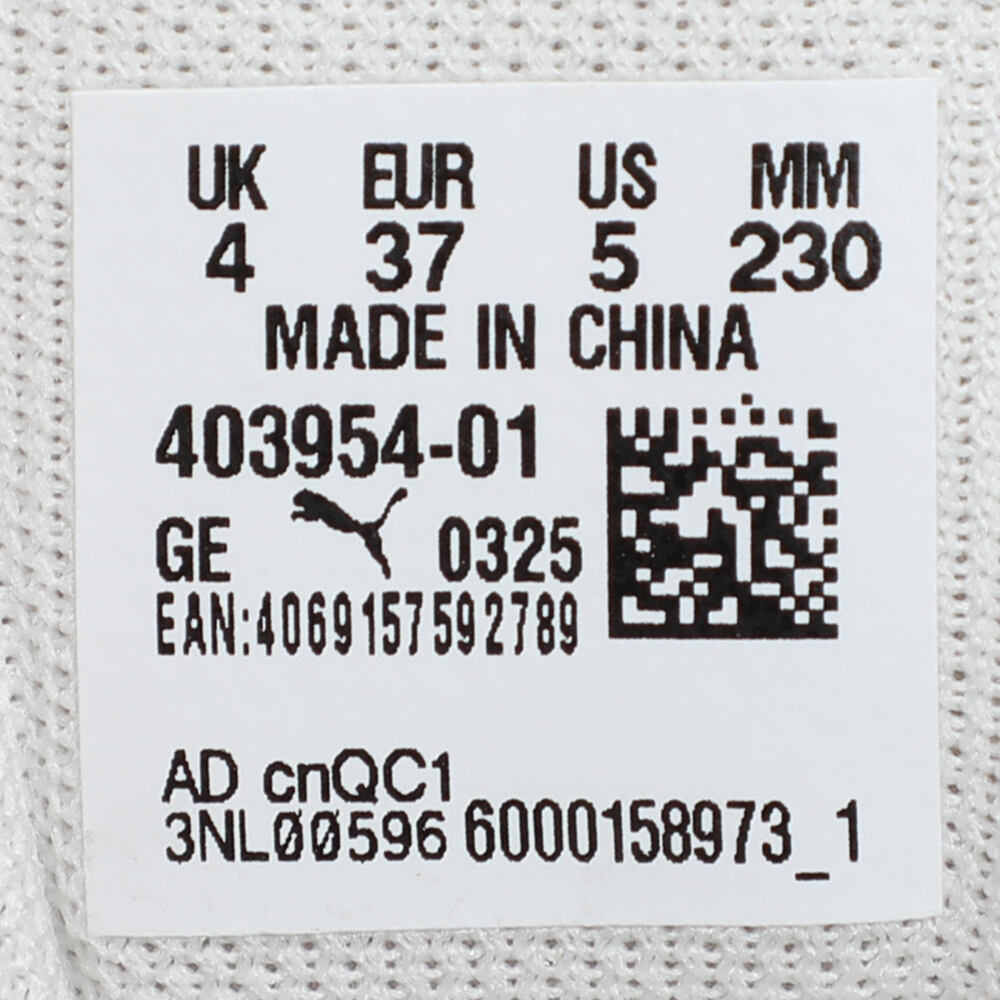 UK EUR US MM
4 37 5 230
MADE IN CHINA
403954-01
GE 0325
EAN:4069157592789
AD cnQC1
3NL00596 6000158973_1